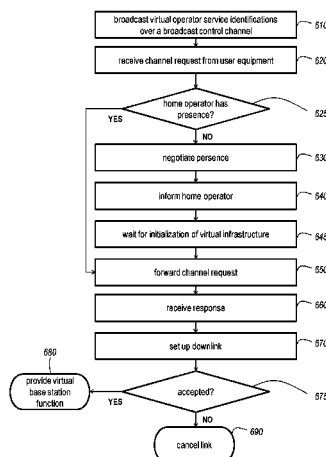 broadcast virtual operator service identifications
over a broadcast control channel
610
receive channel request from user equipment
620
home operator has
presence?
625
YES
NO
negotiate persence
630
inform home operator
640
wait for initialization of virtual infrastructure
645
forward channel request
650
receive response
660
set up downlink
670
680
provide virtual
base station
function
YES
accepted?
675
NO
cancel link
690